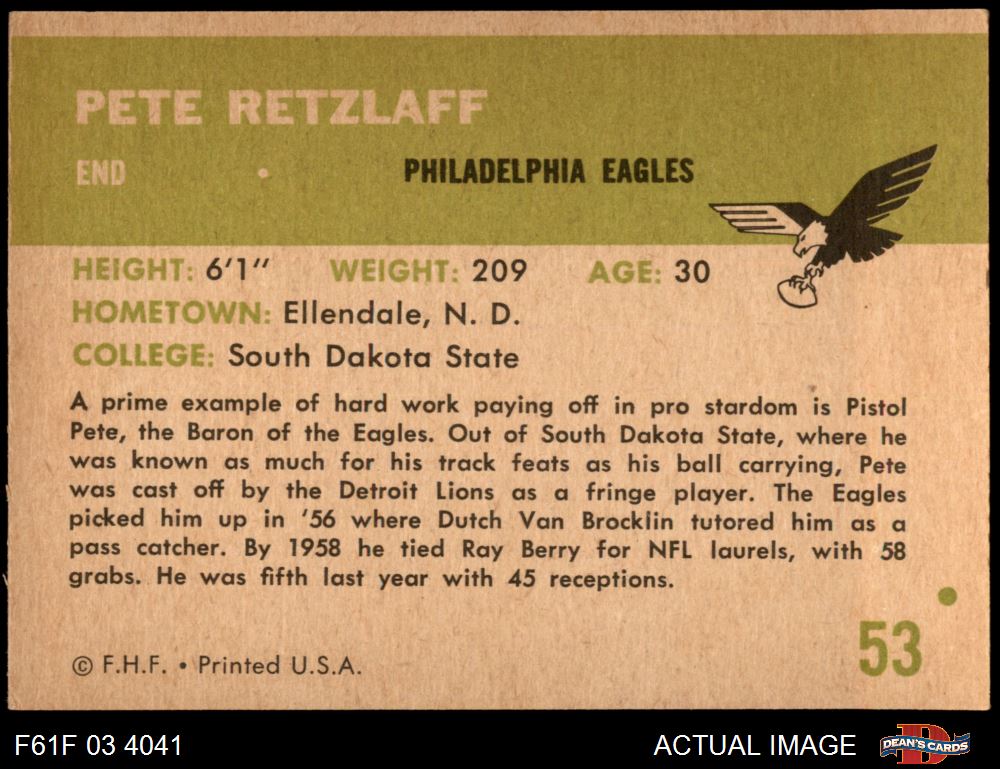 PETE RETZLAFF
END • PHILADELPHIA EAGLES
HEIGHT: 6'1" WEIGHT: 209 AGE: 30
HOMETOWN: Ellendale, N. D.
COLLEGE: South Dakota State
A prime example of hard work paying off in pro stardom is Pistol
Pete, the Baron of the Eagles. Out of South Dakota State, where he
was known as much for his track feats as his ball carrying, Pete
was cast off by the Detroit Lions as a fringe player. The Eagles
picked him up in '56 where Dutch Van Brocklin tutored him as a
pass catcher. By 1958 he tied Ray Berry for NFL laurels, with 58
grabs. He was fifth last year with 45 receptions.
53
© F.H.F. • Printed U.S.A.
F61F 03 4041
ACTUAL IMAGE
DEAN'S CARDS